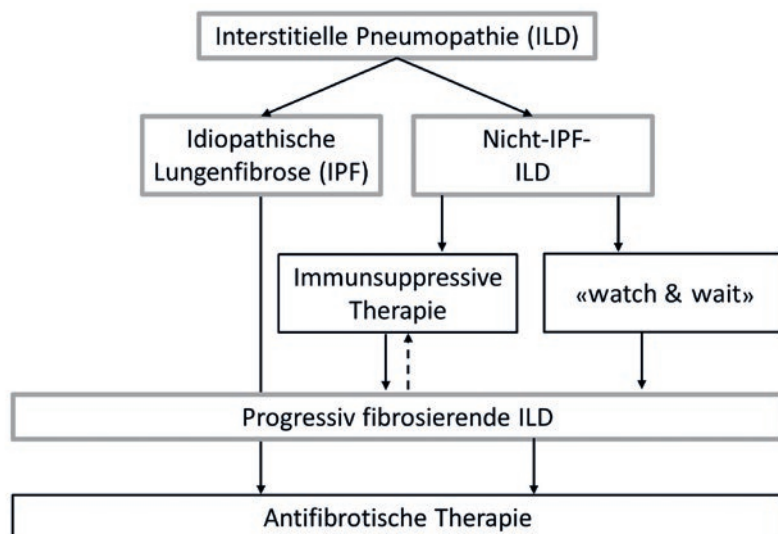 Interstitielle Pneumopathie (ILD)
Idiopathische
Lungenfibrose (IPF)
Nicht-IPF-
ILD
Immunsuppressive
Therapie
«watch & wait»
Progressiv fibrosierende ILD
Antifibrotische Therapie